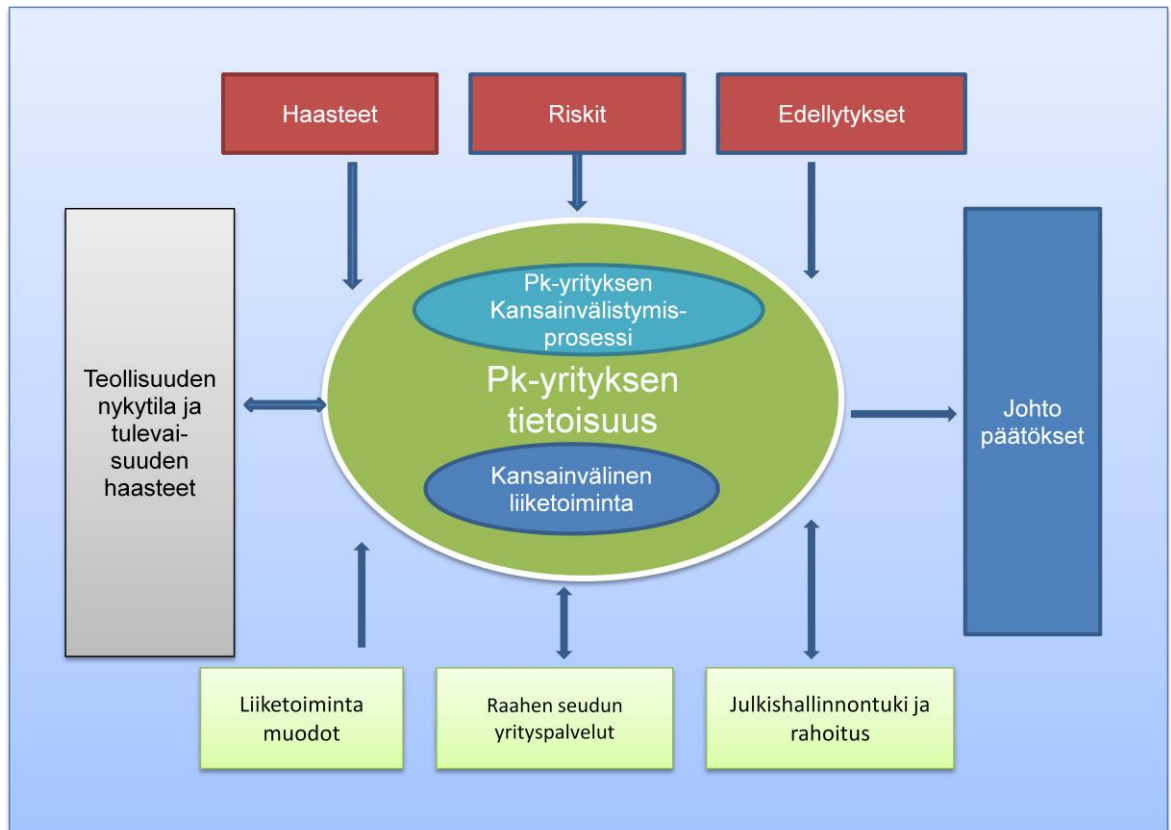 Haasteet
Riskit
Edellytykset
Teollisuuden
nykytila ja
tulevai-
suuden
haasteet
Pk-yrityksen
Kansainvälistymis-
prosessi
Pk-yrityksen
tietoisuus
Kansainvälinen
liiketoiminta
Johto
päätökset
Liiketoiminta
muodot
Raahen seudun
yrityspalvelut
Julkishallinnontuki ja
rahoitus